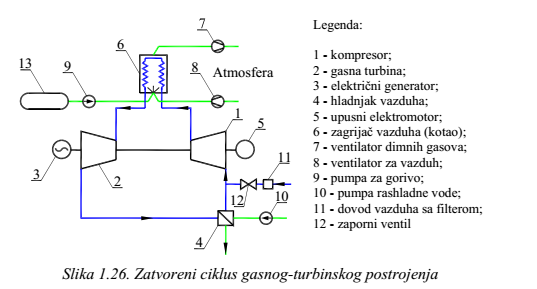 7
Legenda:
6
13
9
8
Atmosfera
1
5
3
2
11
12
10
4
1 - kompresor;
2 - gasna turbina;
3 - električni generator;
4 - hladnjak vazduha;
5 - upusni elektromotor;
6 - zagrijač vazduha (kotao);
7 - ventilator dimnih gasova;
8 - ventilator za vazduh;
9 - pumpa za gorivo;
10 - pumpa rashladne vode;
11 - dovod vazduha sa filterom;
12 - zaporni ventil
Slika 1.26. Zatvoreni ciklus gasnog-turbinskog postrojenja